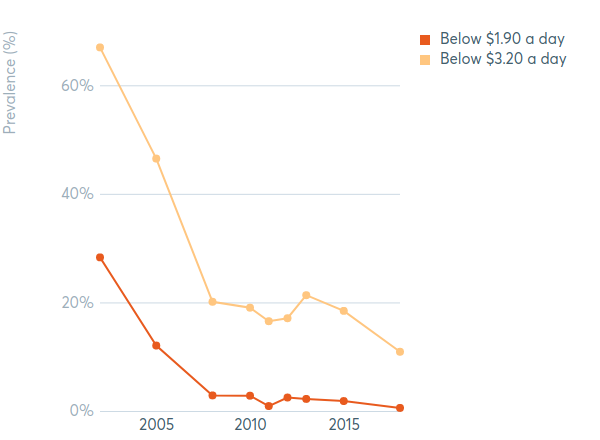 Prevalence (%)
Below $1.90 a day
Below $3.20 a day
60%
40%
20%
0%
2005 2010 2015